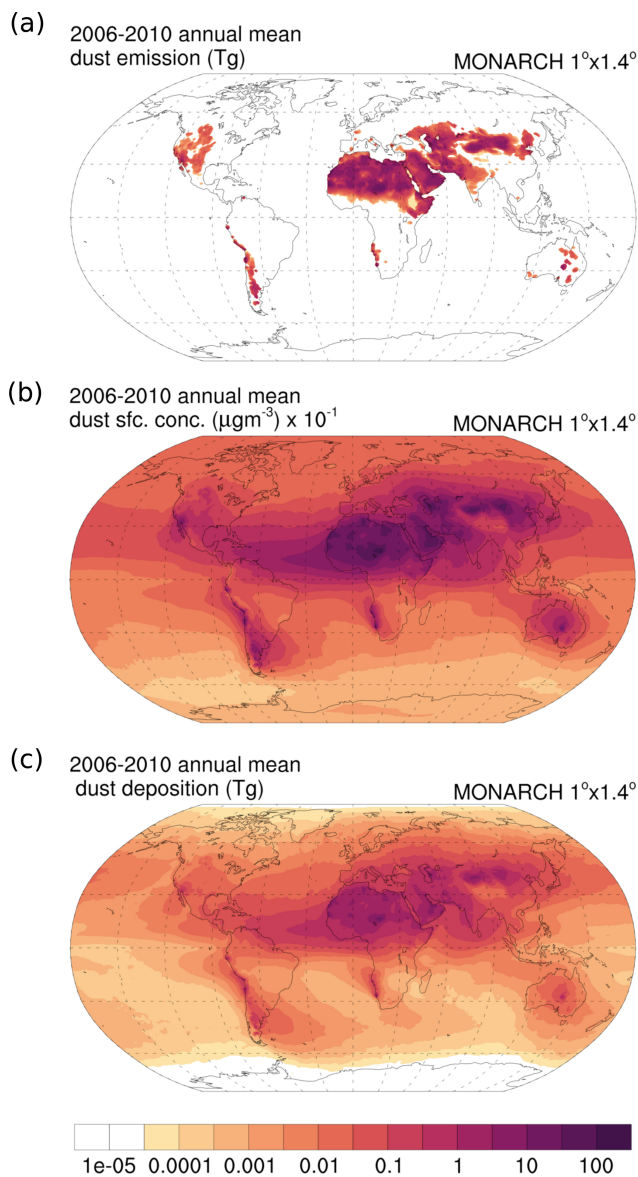 (a)
2006-2010 annual mean
dust emission (Tg)
MONARCH 1°x1.4°
(b)
2006-2010 annual mean
dust sfc. conc. (μgm⁻³) x 10⁻¹
MONARCH 1°x1.4°
(c)
2006-2010 annual mean
dust deposition (Tg)
MONARCH 1°x1.4°
1e-05 0.0001 0.001 0.01 0.1 1 10 100